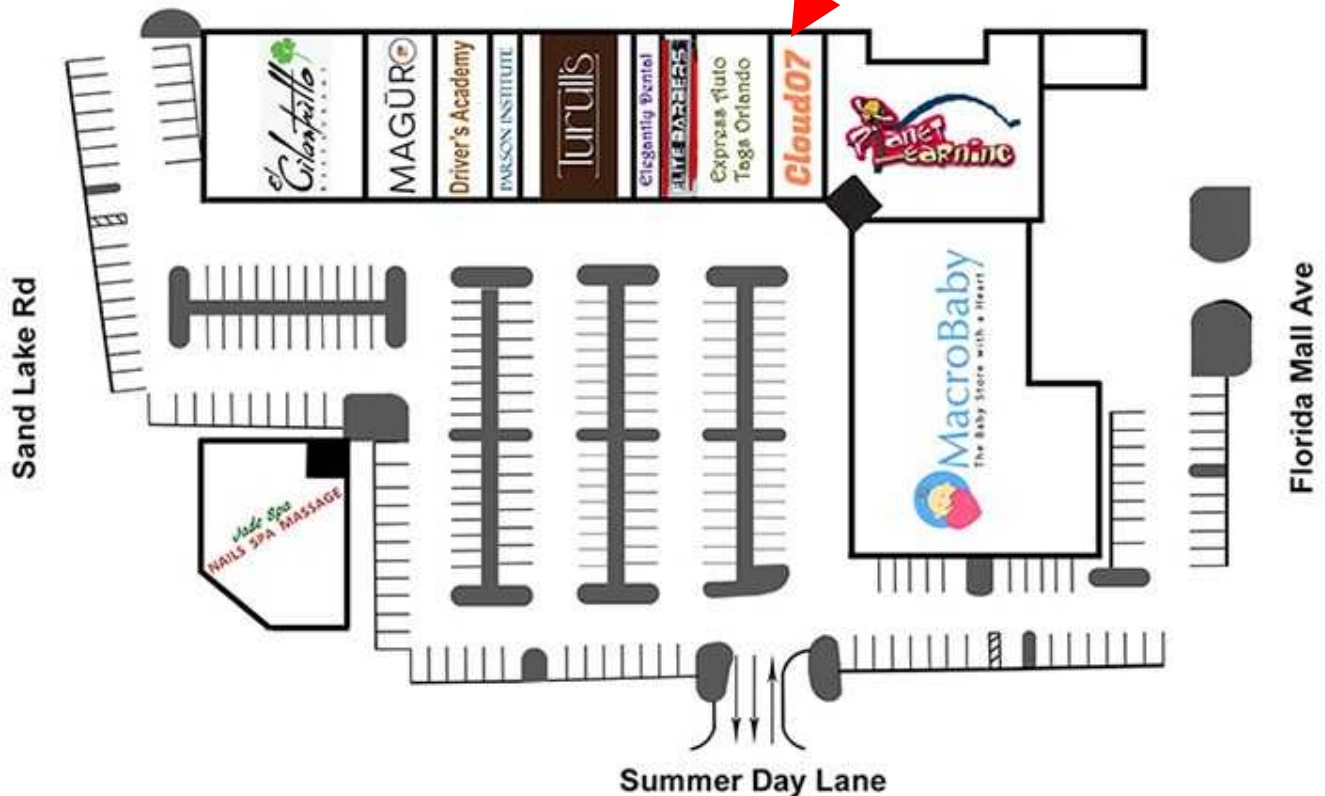 el Cilantrillo
RESTAURANT
MAGŪRO
Driver's Academy
PARSON INSTITUTE
Turull's
Elegantly Dental
ELITE BARBERS
Express Auto
Tags Orlando
Cloud07
Planet
Learning
MacroBaby
The Baby Store with a Heart!
Jade Spa
NAILS SPA MASSAGE
Sand Lake Rd
Florida Mall Ave
Summer Day Lane